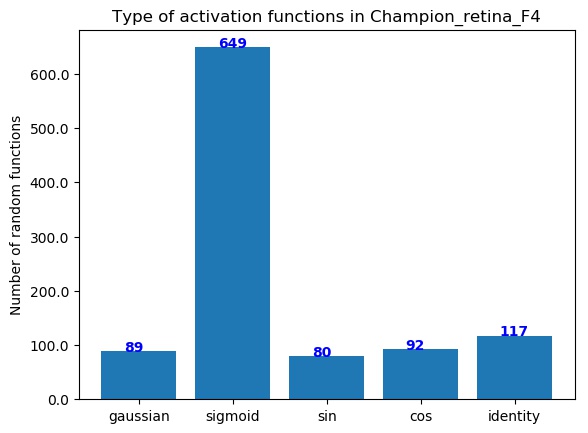 Type of activation functions in Champion_retina_F4
Number of random functions
600.0
500.0
400.0
300.0
200.0
100.0
0.0
89
649
80
92
117
gaussian
sigmoid
sin
cos
identity